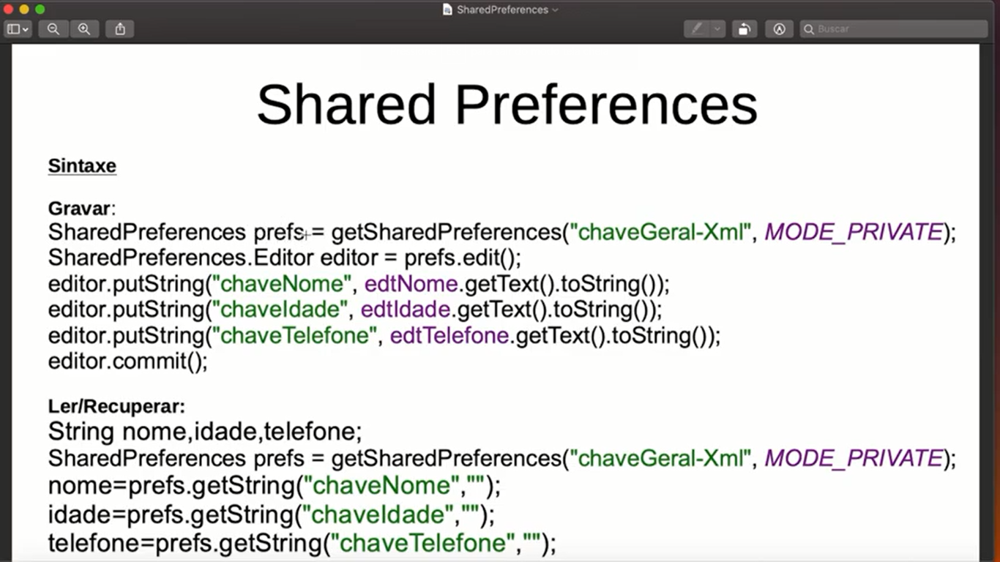 SharedPreferences
Buscar
Shared Preferences
Sintaxe
Gravar:
SharedPreferences prefs = getSharedPreferences("chaveGeral-Xml", MODE_PRIVATE);
SharedPreferences.Editor editor = prefs.edit();
editor.putString("chaveNome", edtNome.getText().toString());
editor.putString("chaveIdade", edtIdade.getText().toString());
editor.putString("chaveTelefone", edtTelefone.getText().toString());
editor.commit();
Ler/Recuperar:
String nome,idade,telefone;
SharedPreferences prefs = getSharedPreferences("chaveGeral-Xml", MODE_PRIVATE);
nome=prefs.getString("chaveNome","");
idade=prefs.getString("chaveIdade","");
telefone=prefs.getString("chaveTelefone","");